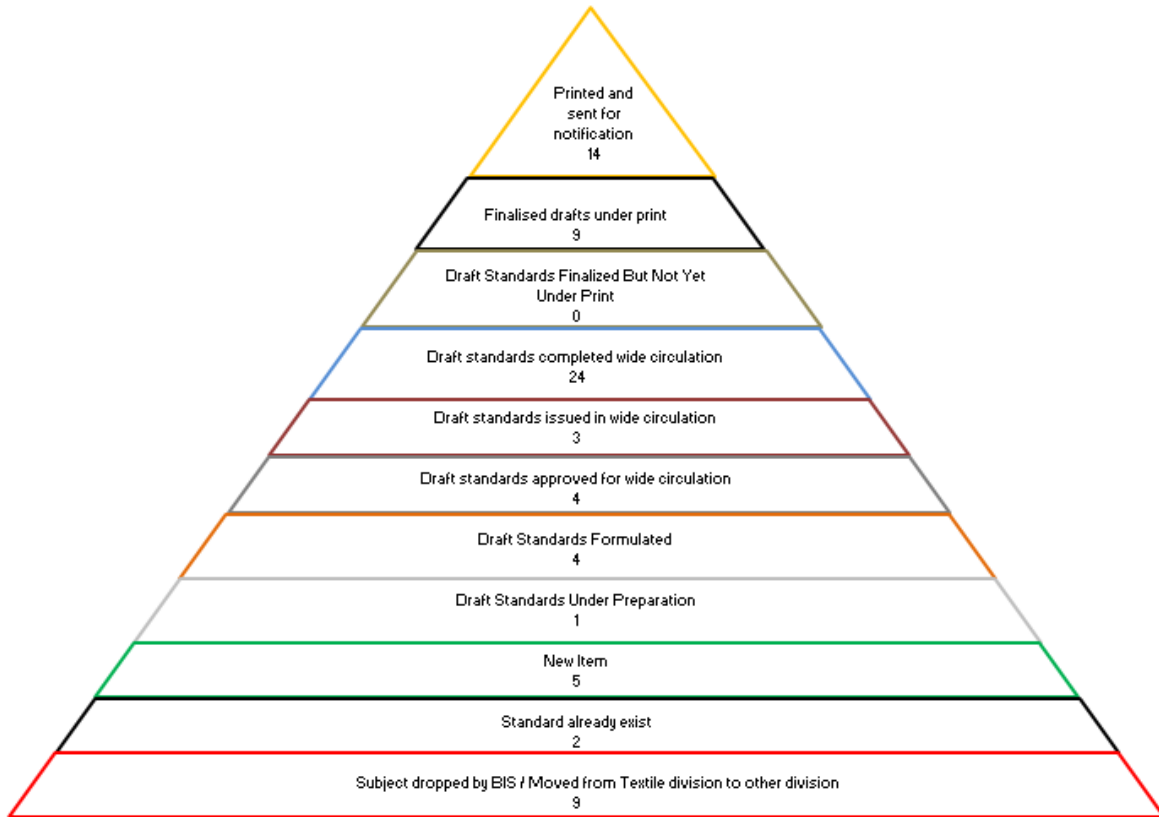 Printed and
sent for
notification
14
Finalised drafts under print
9
Draft Standards Finalized But Not Yet
Under Print
0
Draft standards completed wide circulation
24
Draft standards issued in wide circulation
3
Draft standards approved for wide circulation
4
Draft Standards Formulated
4
Draft Standards Under Preparation
1
New Item
5
Standard already exist
2
Subject dropped by BIS / Moved from Textile division to other division
9